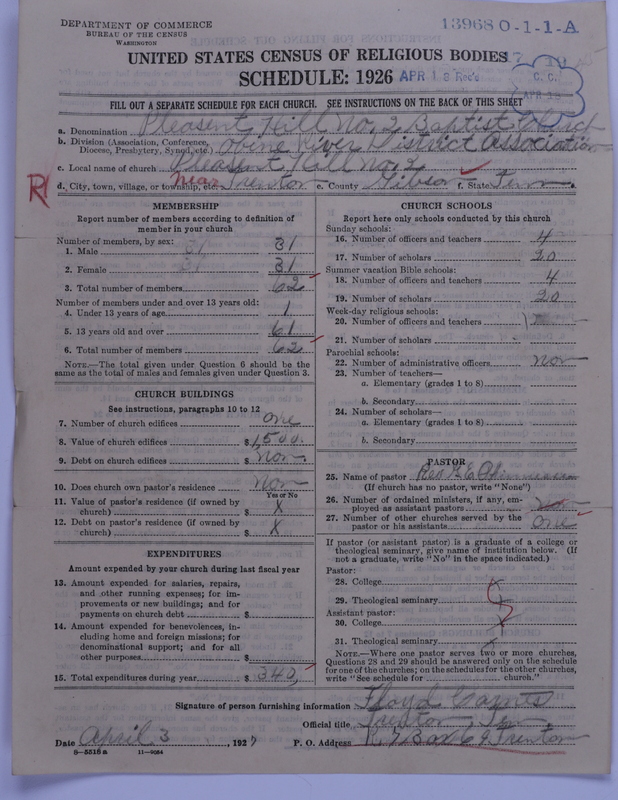 DEPARTMENT OF COMMERCE
BUREAU OF THE CENSUS
WASHINGTON
13968 0-1-1-A
UNITED STATES CENSUS OF RELIGIOUS BODIES
SCHEDULE: 1926
APR 18 Rec'd
C. C.
APR 18
FILL OUT A SEPARATE SCHEDULE FOR EACH CHURCH. SEE INSTRUCTIONS ON THE BACK OF THIS SHEET
a. Denomination Pleasent Hill No. 2 Baptist Church
b. Division (Association, Conference, Diocese, Presbytery, Synod, etc.) River District Association
c. Local name of church Pleasant Hill No. 2
d. City, town, village, or township, etc. near Trenton e. County Gibson f. State Tenn
MEMBERSHIP
Report number of members according to definition of member in your church
Number of members, by sex:
1. Male 31
2. Female 31
3. Total number of members 62
Number of members under and over 13 years old:
4. Under 13 years of age 1
5. 13 years old and over 61
6. Total number of members 62
NOTE.—The total given under Question 6 should be the same as the total of males and females given under Question 3.
CHURCH BUILDINGS
See instructions, paragraphs 10 to 12
7. Number of church edifices one
8. Value of church edifices $1,500.
9. Debt on church edifices $ Non
10. Does church own pastor's residence Non
Yes or No
11. Value of pastor's residence (if owned by church) $ X
12. Debt on pastor's residence (if owned by church) $ X
EXPENDITURES
Amount expended by your church during last fiscal year
13. Amount expended for salaries, repairs, and other running expenses; for improvements or new buildings; and for payments on church debt $
14. Amount expended for benevolences, including home and foreign missions; for denominational support; and for all other purposes $
15. Total expenditures during year $ 340
CHURCH SCHOOLS
Report here only schools conducted by this church
Sunday schools:
16. Number of officers and teachers 4
17. Number of scholars 20
Summer vacation Bible schools:
18. Number of officers and teachers 4
19. Number of scholars 20
Week-day religious schools:
20. Number of officers and teachers
21. Number of scholars
Parochial schools:
22. Number of administrative officers non
23. Number of teachers—
a. Elementary (grades 1 to 8)
b. Secondary
24. Number of scholars—
a. Elementary (grades 1 to 8)
b. Secondary
PASTOR
25. Name of pastor Rev
(If church has no pastor, write "None")
26. Number of ordained ministers, if any, employed as assistant pastors
27. Number of other churches served by the pastor or his assistants one
If pastor (or assistant pastor) is a graduate of a college or theological seminary, give name of institution below. (If not a graduate, write "No" in the space indicated.)
Pastor:
28. College
29. Theological seminary
Assistant pastor:
30. College
31. Theological seminary
NOTE.—Where one pastor serves two or more churches, Questions 28 and 29 should be answered only on the schedule for one of the churches; on the schedules for the other churches, write "See schedule for church."
Signature of person furnishing information Floyd
Official title
Date April 3, 1927 P. O. Address Trenton
8—5516 a 11—9054